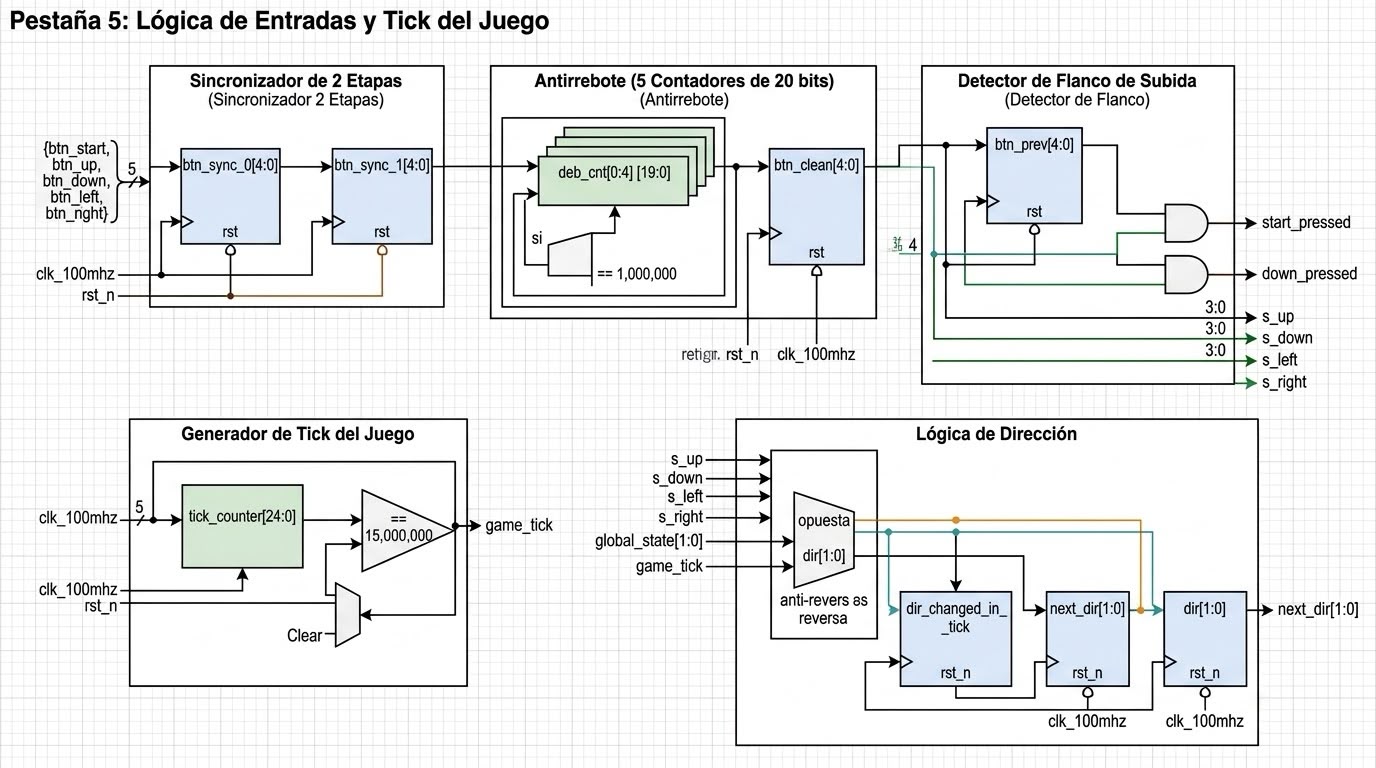 Pestaña 5: Lógica de Entradas y Tick del Juego
Sincronizador de 2 Etapas
(Sincronizador 2 Etapas)
{btn_start,
btn_up,
btn_down,
btn_left,
btn_rıght}
5
btn_sync_0[4:0]
rst
btn_sync_1[4:0]
rst
clk_100mhz
rst_n
Antirrebote (5 Contadores de 20 bits)
(Antirrebote)
deb_cnt[0:4] [19:0]
si
== 1,000,000
btn_clean[4:0]
rst
rst_n
clk_100mhz
Detector de Flanco de Subida
(Detector de Flanco)
btn_prev[4:0]
rst
4
start_pressed
down_pressed
3:0
s_up
3:0
s_down
3:0
s_left
s_right
Generador de Tick del Juego
clk_100mhz
5
tick_counter[24:0]
==
15,000,000
game_tick
clk_100mhz
rst_n
Clear
Lógica de Dirección
s_up
s_down
s_left
s_right
global_state[1:0]
game_tick
opuesta
dir[1:0]
anti-revers as
reversa
dir_changed_in_
_tick
rst_n
next_dir[1:0]
rst_n
clk_100mhz
dir[1:0]
rst_n
clk_100mhz
next_dir[1:0]